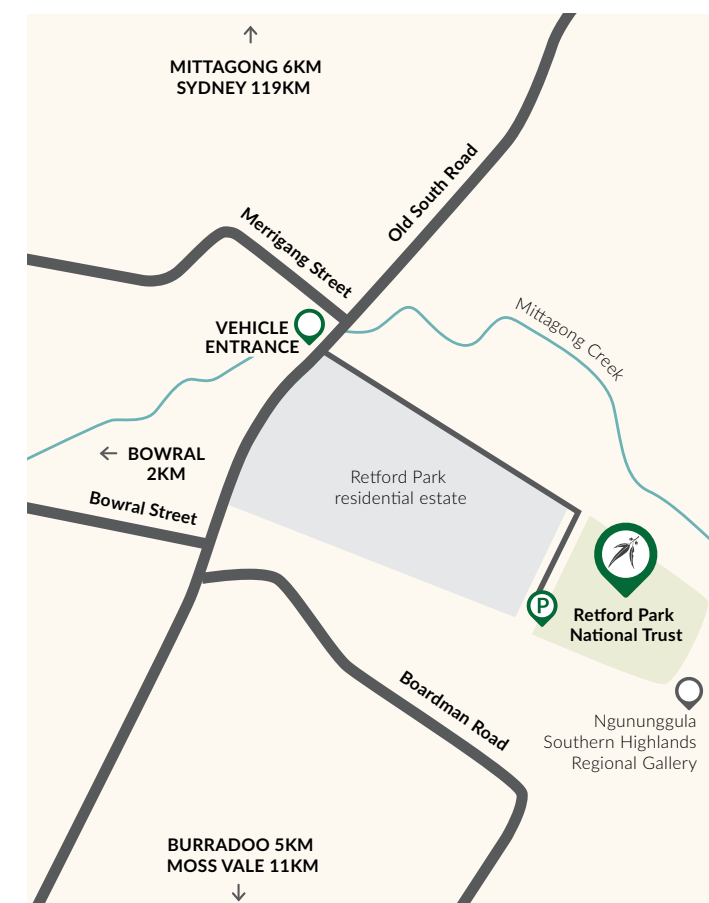 MITTAGONG 6KM
SYDNEY 119KM
Old South Road
Merrigang Street
Mittagong Creek
VEHICLE
ENTRANCE
BOWRAL
2KM
Retford Park
residential estate
Bowral Street
P
Retford Park
National Trust
Boardman Road
Ngununggula
Southern Highlands
Regional Gallery
BURRADOO 5KM
MOSS VALE 11KM